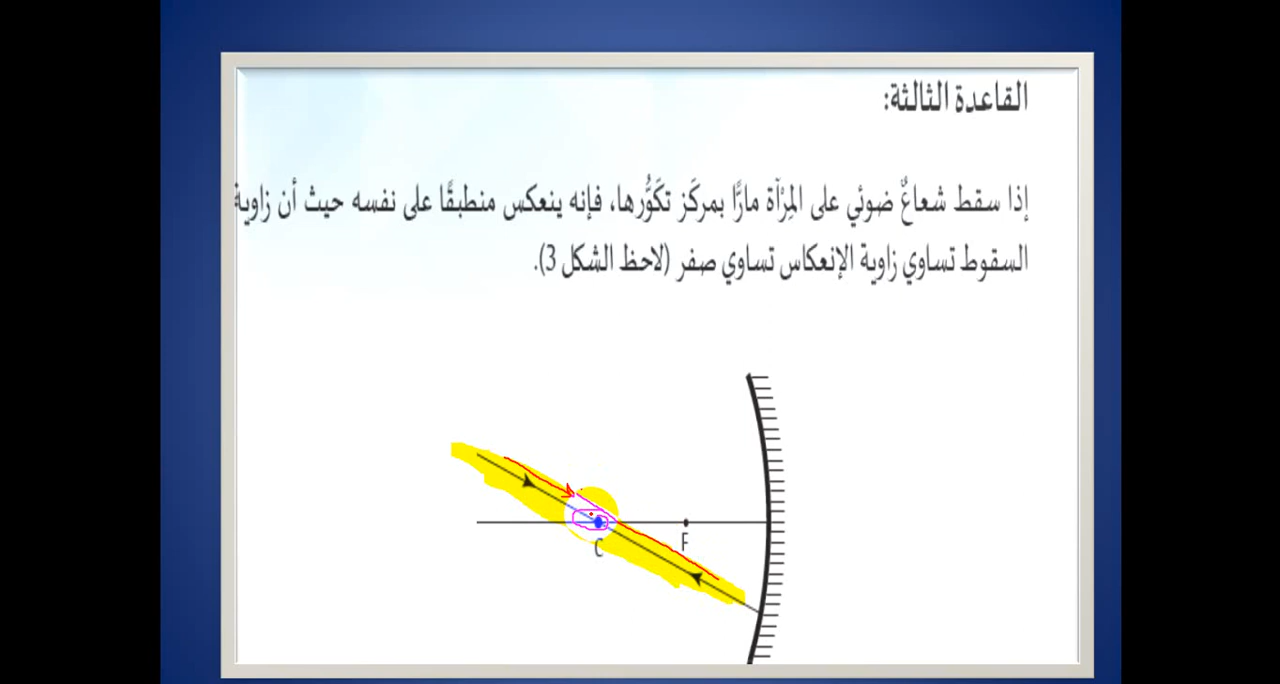 القاعدة الثالثة:
إذا سقط شعاعٌ ضوئي على المِرْآة مارًّا بمركَز تكَوُّرها، فإنه ينعكس منطبقًا على نفسه حيث أن زاوية
السقوط تساوي زاوية الإنعكاس تساوي صفر (لاحظ الشكل 3).
C
F